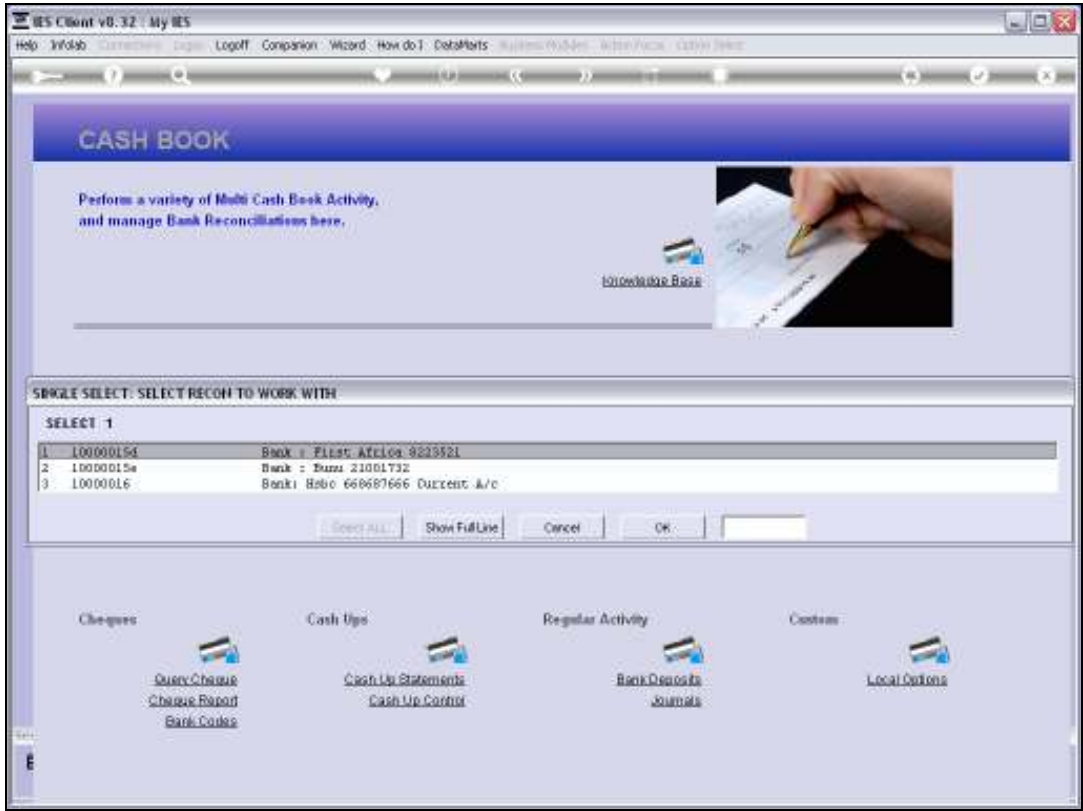 IES Client v8.32 : My IES
Help Infolab Logoff Companion Wizard How do I DataMarts
CASH BOOK
Perform a variety of Multi Cash Book Activity,
and manage Bank Reconciliations here.
Knowledge Base
SINGLE SELECT: SELECT RECON TO WORK WITH
SELECT 1
1 10000015d Bank : First Africa 8223521
2 10000015e Bank : Bunu 21001732
3 10000016 Bank: Hsbc 668687666 Current A/c
Select ALL Show Full Line Cancel OK
Cheques Cash Ups Regular Activity Custom
Query Cheque Cash Up Statements Bank Deposits Local Options
Cheque Report Cash Up Control Journals
Bank Codes